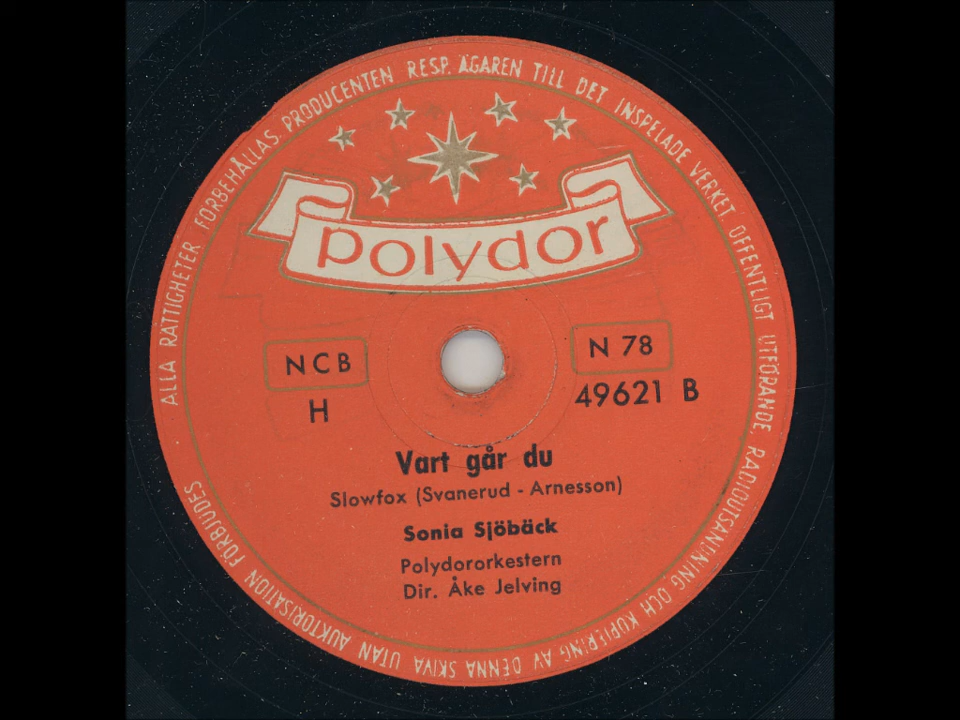 ALLA RÄTTIGHETER FÖRBEHÅLLAS. PRODUCENTEN RESP. ÄGAREN TILL DET INSPELADE VERKET. OFFENTLIGT UTFÖRANDE, RADIOUTSÄNDNING OCH KOPIERING AV DENNA SKIVA UTAN AUKTORISATION FÖRBJUDES
polydor
NCB
N 78
H
49621 B
Vart går du
Slowfox (Svanerud - Arnesson)
Sonia Sjöbäck
Polydororkestern
Dir. Åke Jelving